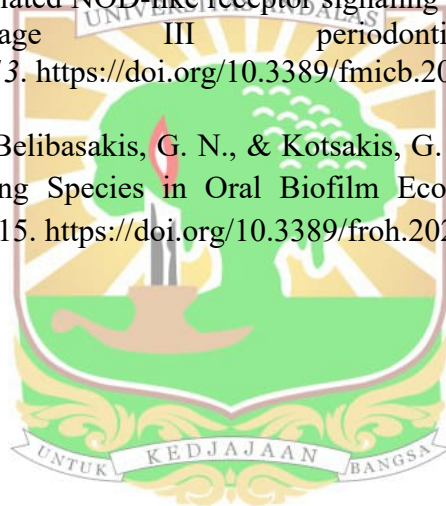 ated NOD-like receptor signaling
UNIVERSITAS ANDALAS
age III periodonti
3. https://doi.org/10.3389/fmicb.20
Belibasakis, G. N., & Kotsakis, G.
ng Species in Oral Biofilm Eco
15. https://doi.org/10.3389/froh.202
UNTUK KEDJAJAAN BANGSA